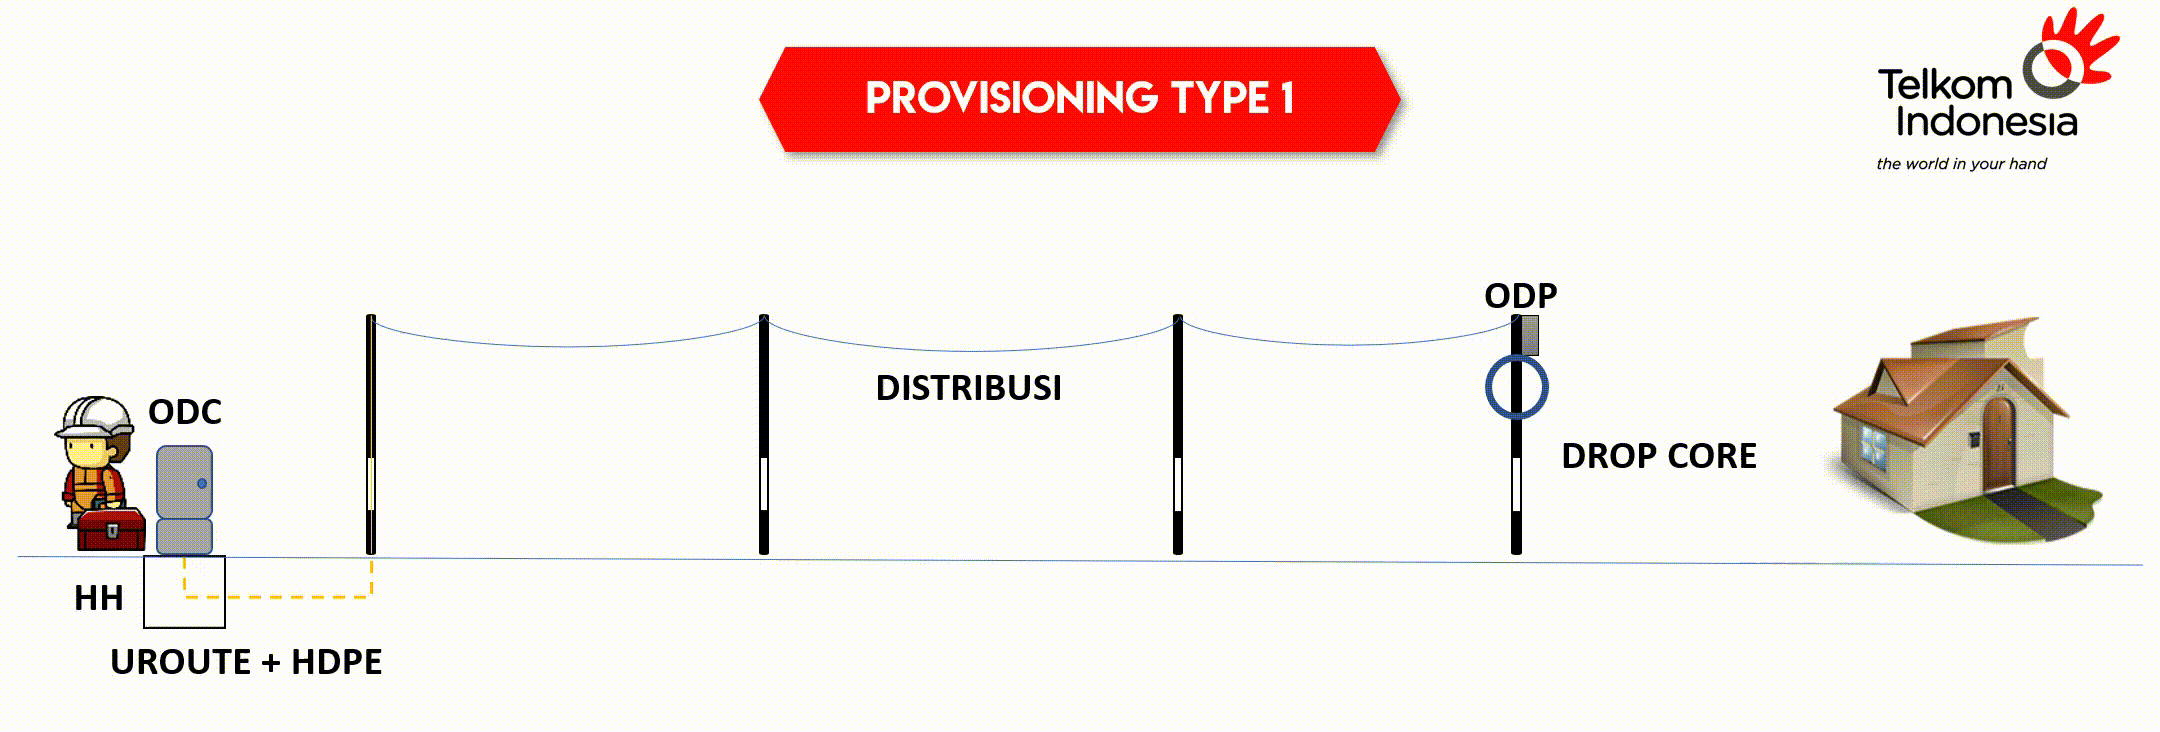 PROVISIONING TYPE 1
Telkom
Indonesia
the world in your hand
ODP
DISTRIBUSI
ODC
DROP CORE
HH
UROUTE + HDPE